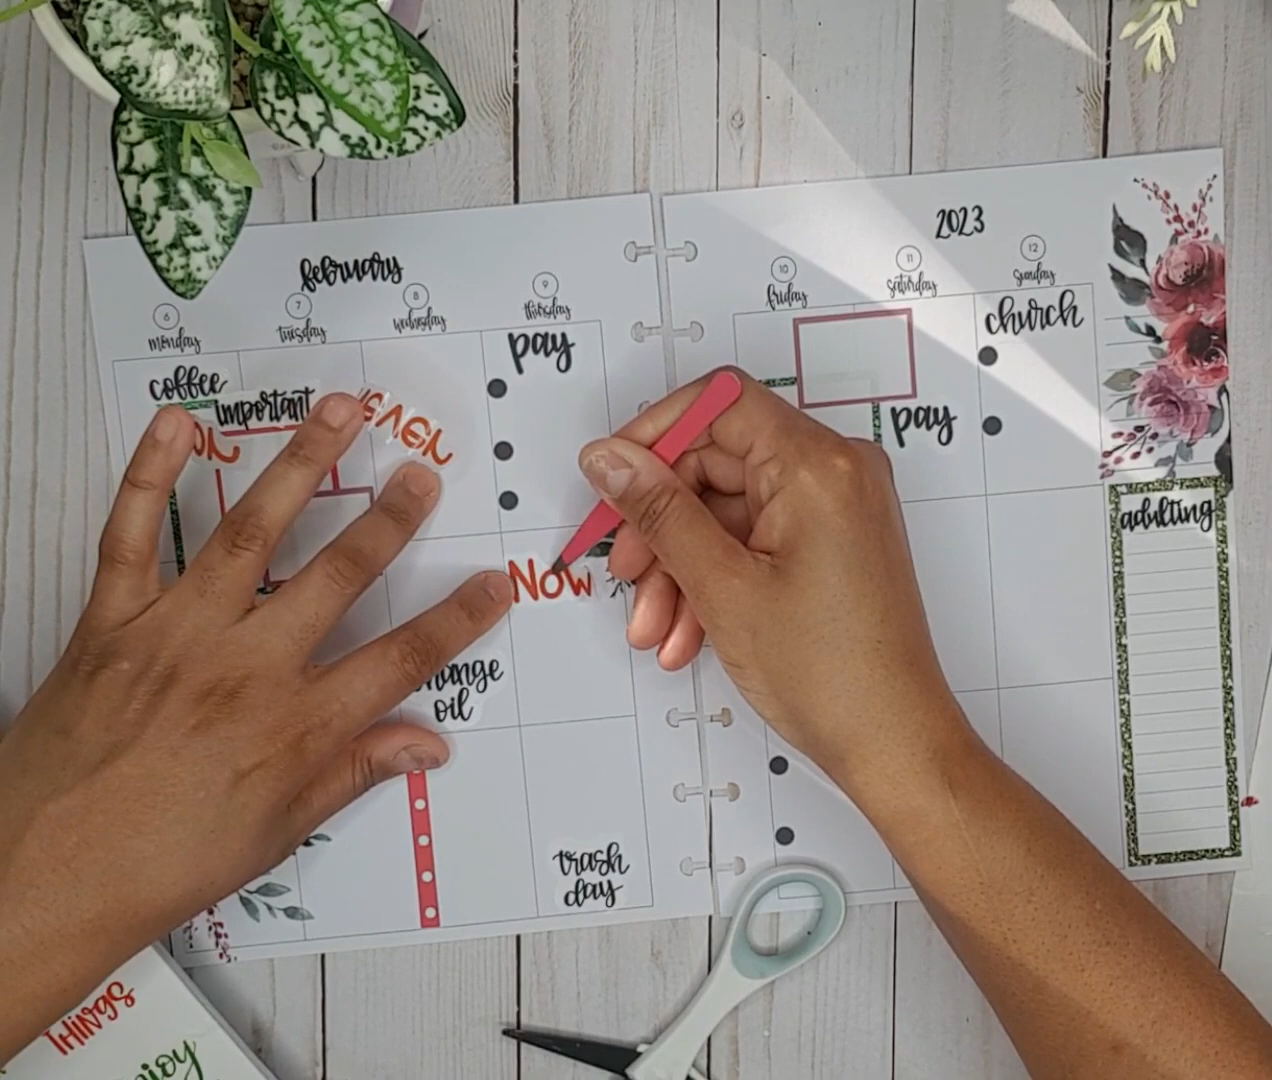 2023
february
6
7
8
9
10
11
12
monday
tuesday
wednesday
thursday
friday
saturday
sunday
coffee
important
pay
church
pay
NOW
adulting
oil
trash
day
THINGS